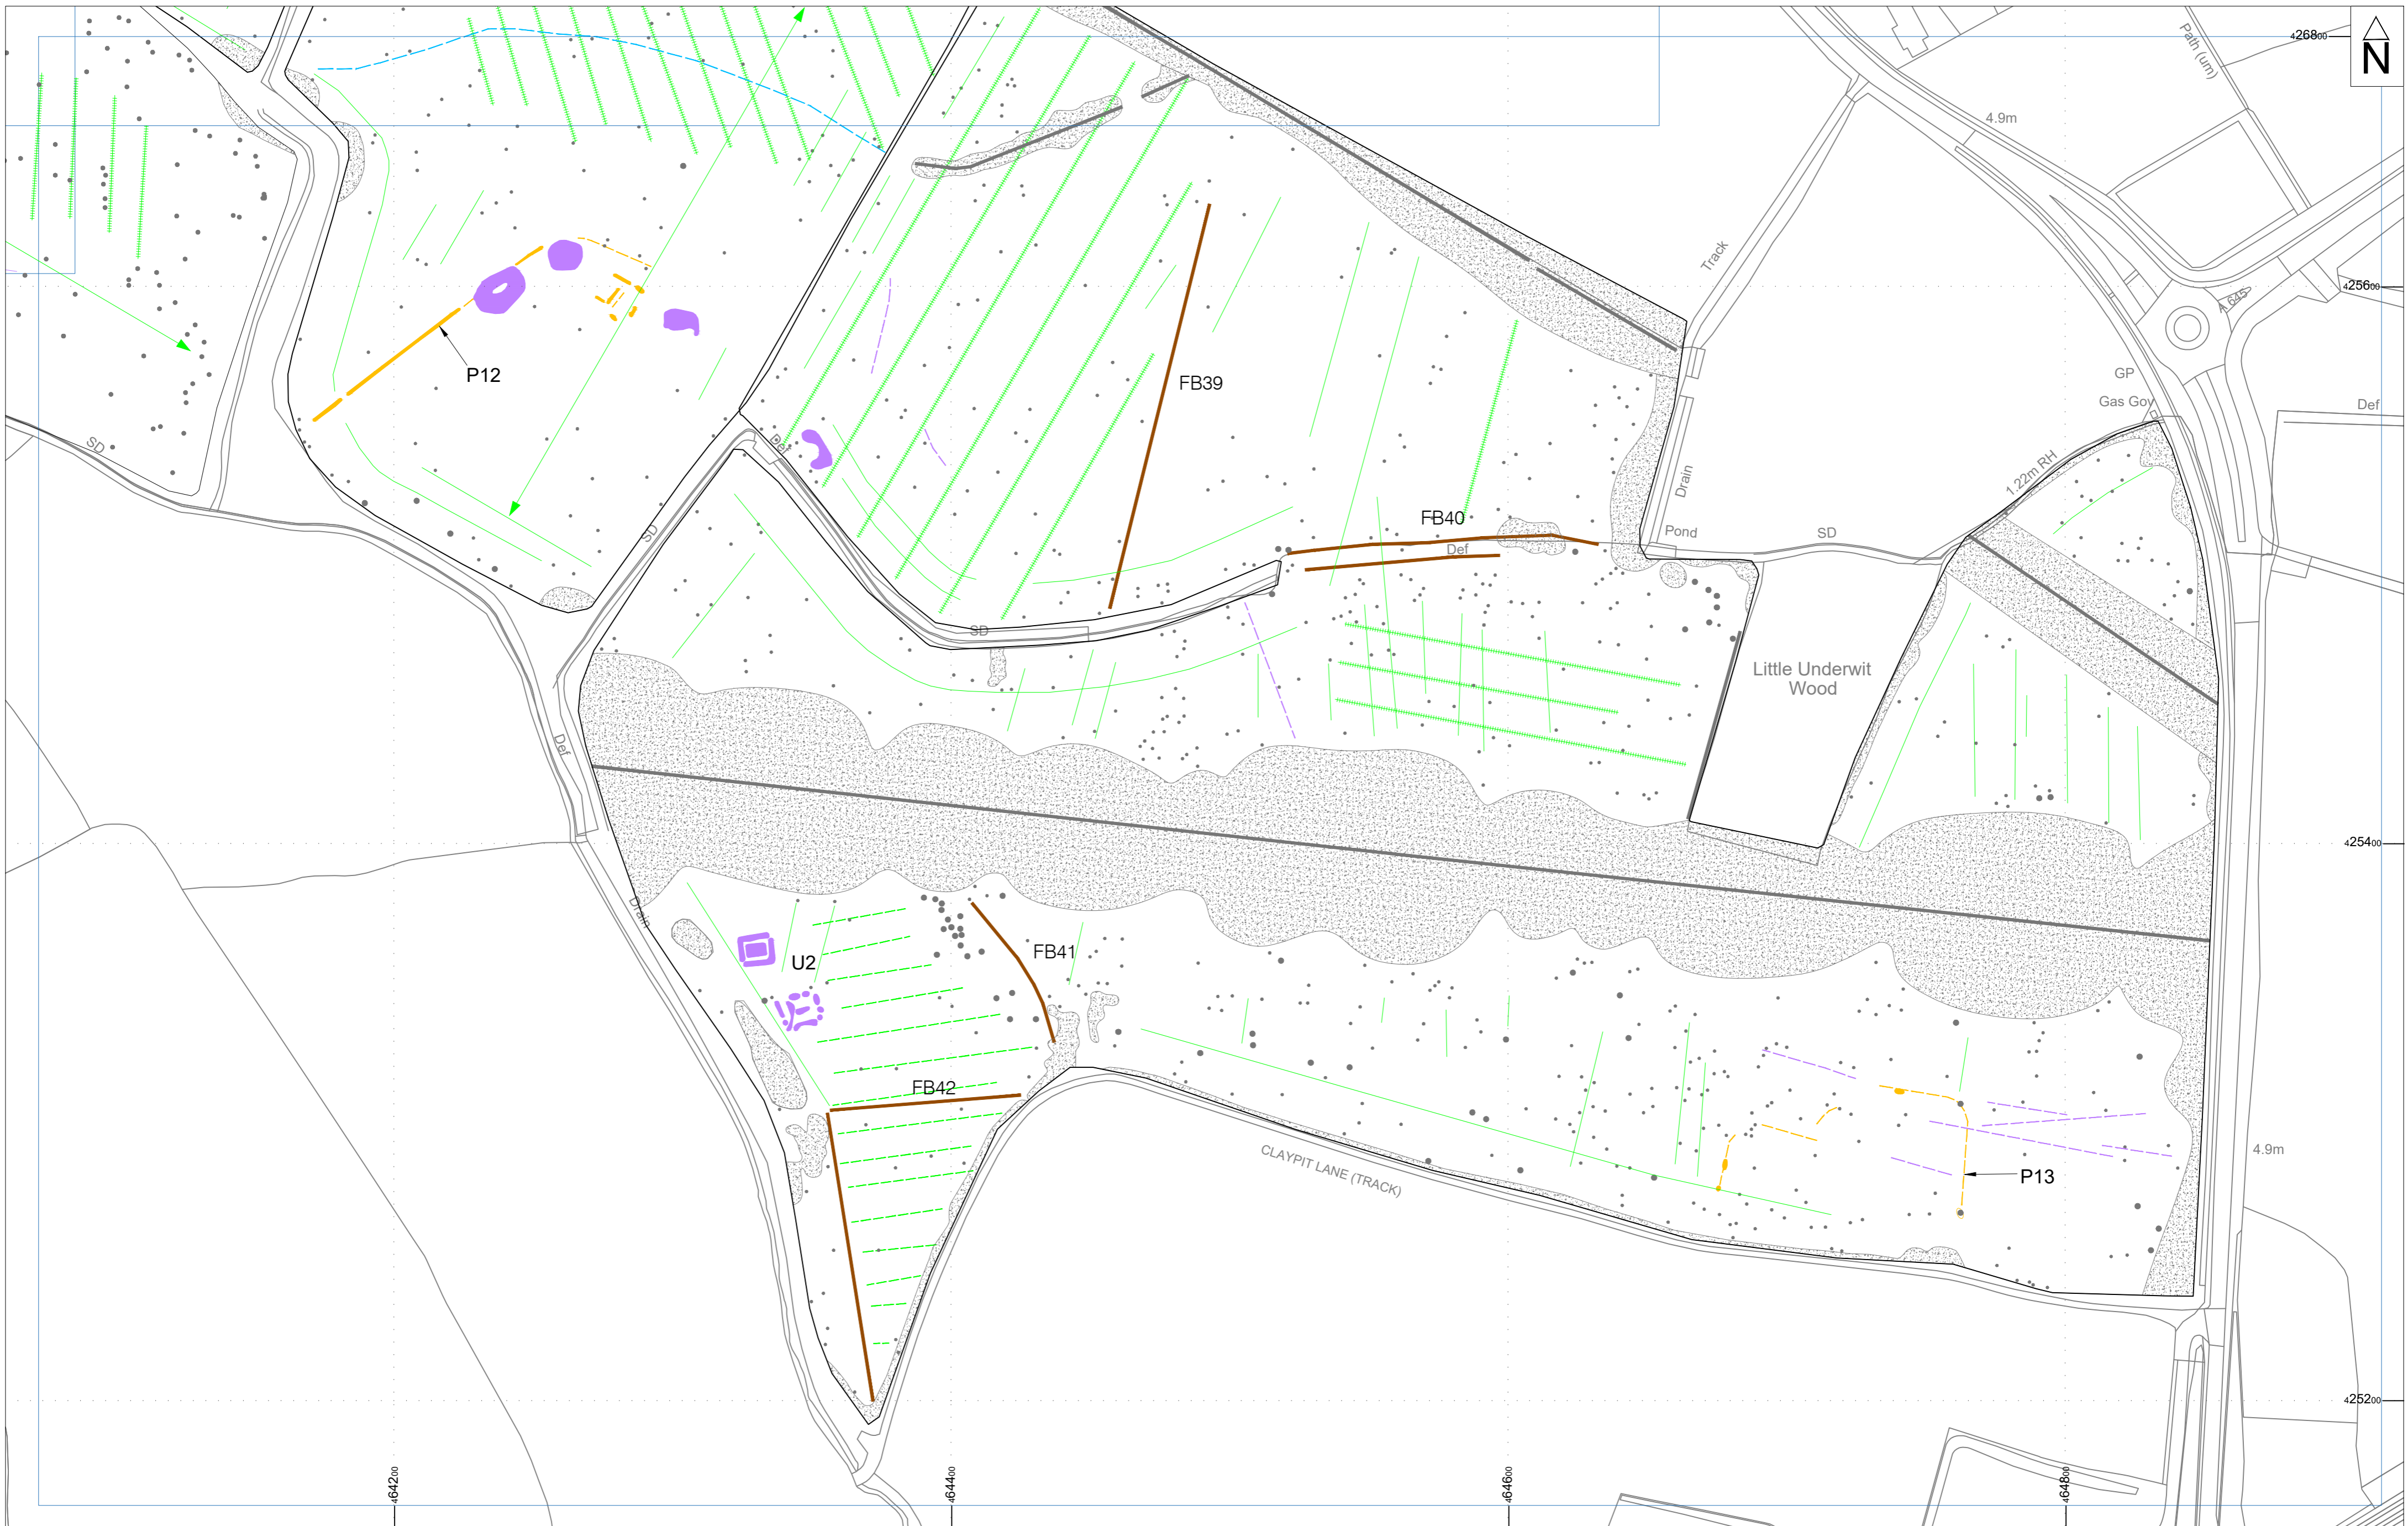 426800
N
Path (um)
4.9m
Track
A 645
425600
P12
GP
Gas Gov
Def
FB39
SD
Def
1.22m RH
Drain
FB40
SD
Pond
SD
Def
SD
Little Underwit
Wood
Def
425400
Drain
FB41
U2
FB42
CLAYPIT LANE (TRACK)
4.9m
P13
425200
464200
464400
464600
464800